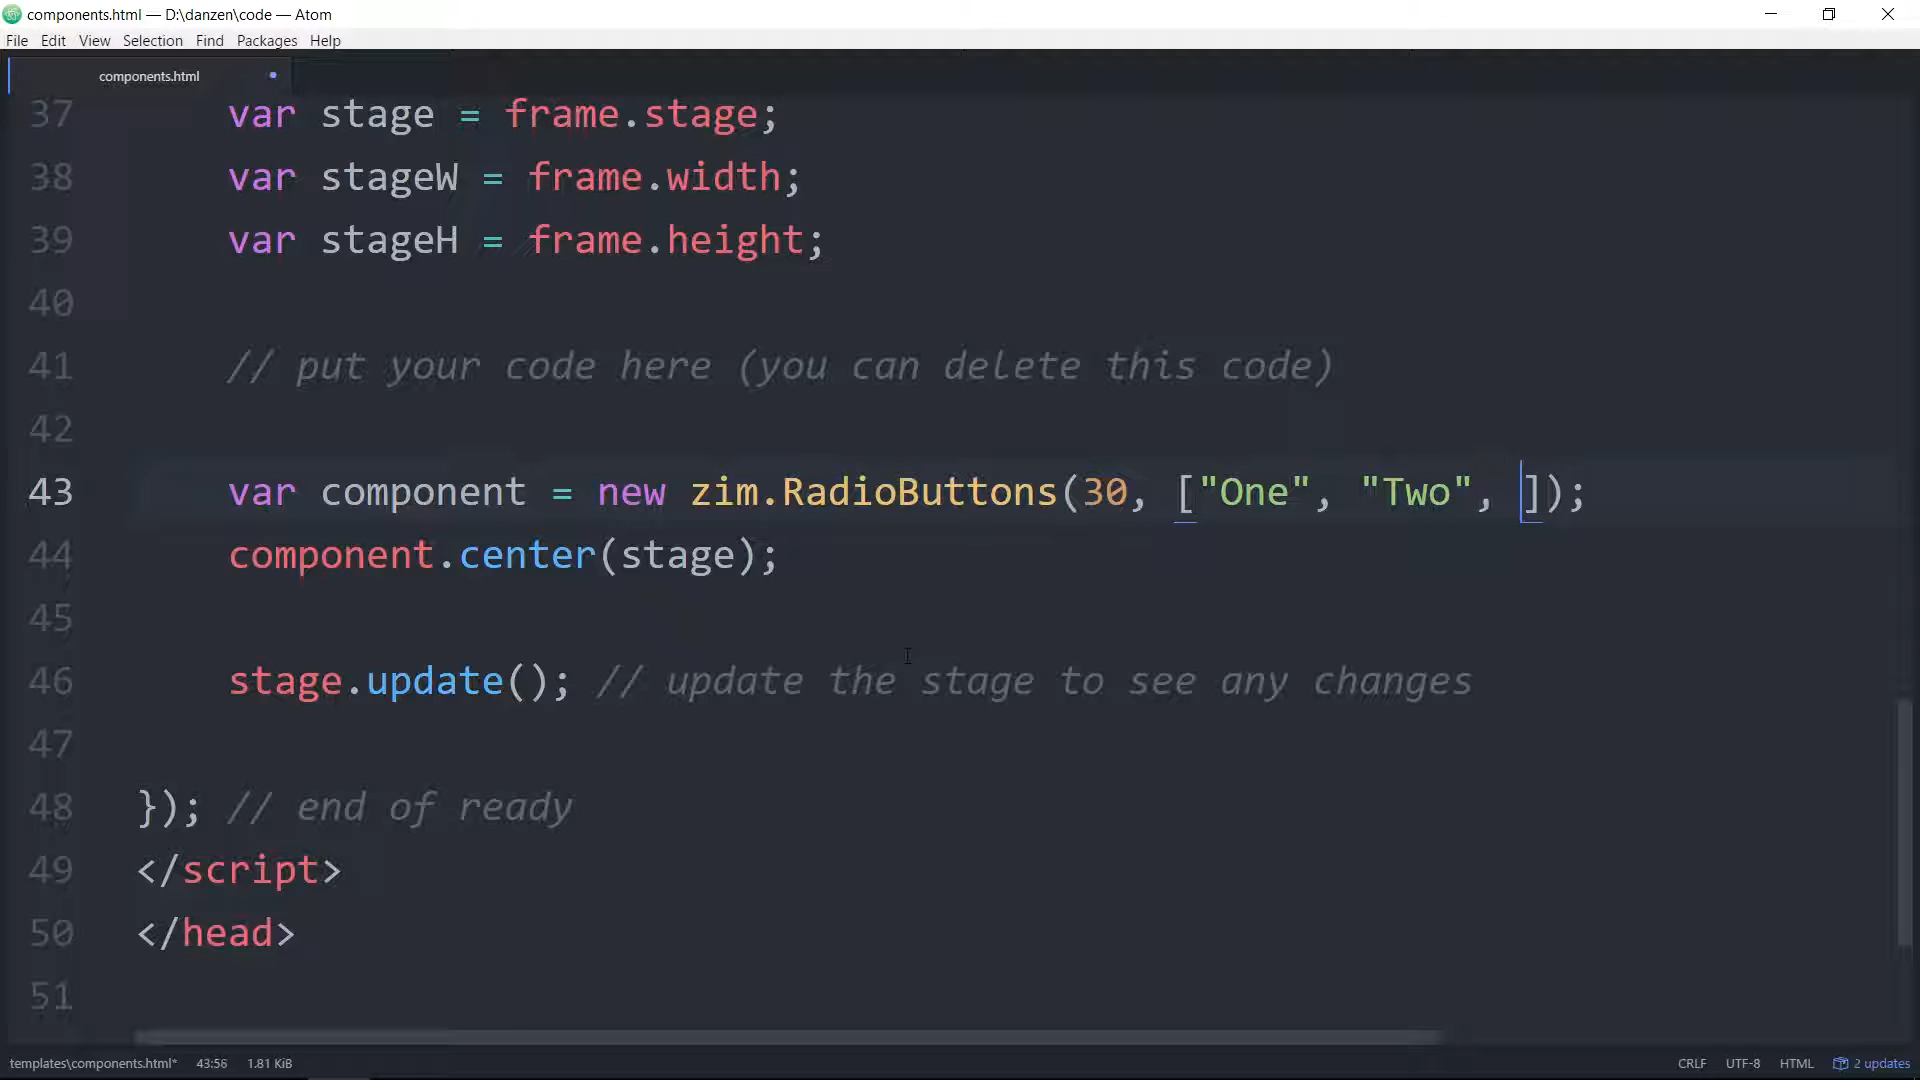 components.html — D:\danzen\code — Atom
File Edit View Selection Find Packages Help
components.html
37 var stage = frame.stage;
38 var stageW = frame.width;
39 var stageH = frame.height;
40
41 // put your code here (you can delete this code)
42
43 var component = new zim.RadioButtons(30, ["One", "Two", ]);
44 component.center(stage);
45
46 stage.update(); // update the stage to see any changes
47
48 }); // end of ready
49 </script>
50 </head>
51
templates\components.html* 43:56 1.81 KiB CRLF UTF-8 HTML 2 updates